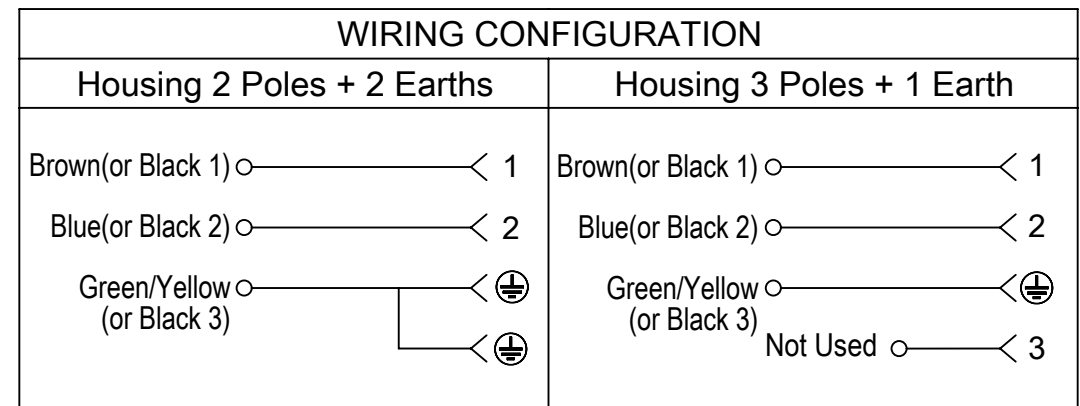 WIRING CONFIGURATION
Housing 2 Poles + 2 Earths
Brown(or Black 1) 1
Blue(or Black 2) 2
Green/Yellow
(or Black 3)
Housing 3 Poles + 1 Earth
Brown(or Black 1) 1
Blue(or Black 2) 2
Green/Yellow
(or Black 3)
Not Used 3